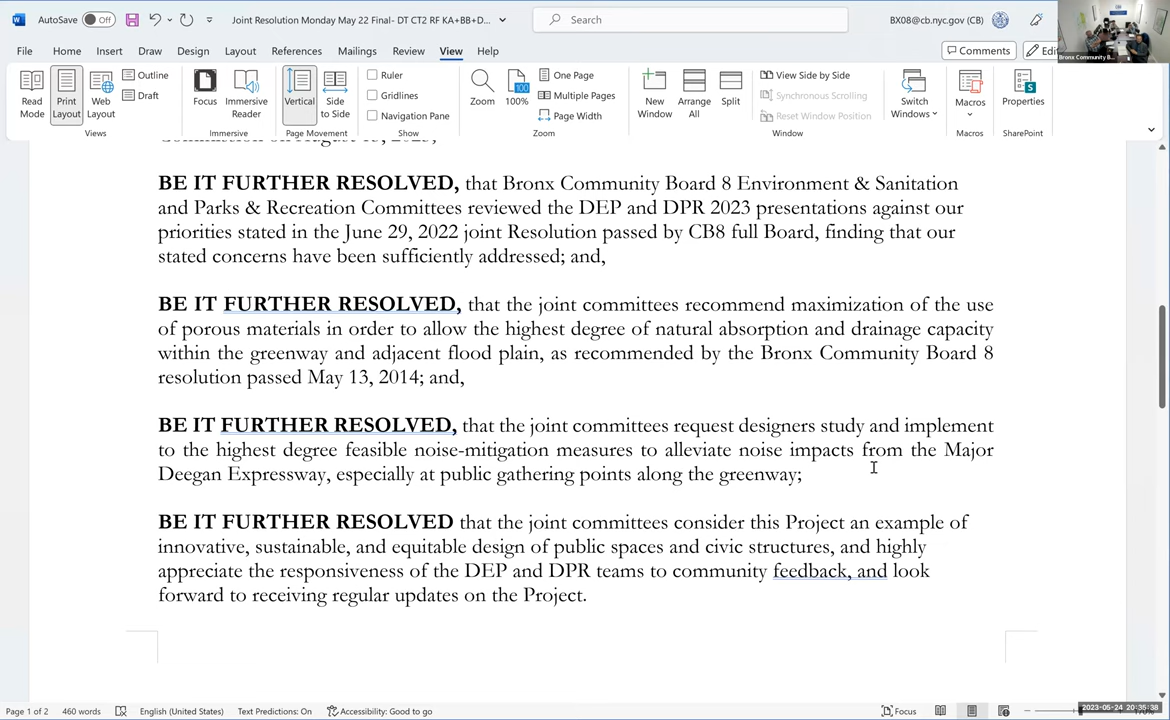 AutoSave Off Joint Resolution Monday May 22 Final- DT CT2 RF KA+BB+D... Search BX08@cb.nyc.gov (CB)
File Home Insert Draw Design Layout References Mailings Review View Help Comments
Bronx Community B...
Read Mode
Print Layout
Web Layout
Outline
Draft
Views
Focus
Immersive Reader
Immersive
Vertical
Side to Side
Page Movement
Ruler
Gridlines
Navigation Pane
Show
Zoom
100
100%
One Page
Multiple Pages
Page Width
Zoom
New Window
Arrange All
Split
View Side by Side
Synchronous Scrolling
Reset Window Position
Window
Switch Windows
Macros
Macros
Properties
SharePoint
BE IT FURTHER RESOLVED, that Bronx Community Board 8 Environment & Sanitation
and Parks & Recreation Committees reviewed the DEP and DPR 2023 presentations against our
priorities stated in the June 29, 2022 joint Resolution passed by CB8 full Board, finding that our
stated concerns have been sufficiently addressed; and,
BE IT FURTHER RESOLVED, that the joint committees recommend maximization of the use
of porous materials in order to allow the highest degree of natural absorption and drainage capacity
within the greenway and adjacent flood plain, as recommended by the Bronx Community Board 8
resolution passed May 13, 2014; and,
BE IT FURTHER RESOLVED, that the joint committees request designers study and implement
to the highest degree feasible noise-mitigation measures to alleviate noise impacts from the Major
Deegan Expressway, especially at public gathering points along the greenway;
BE IT FURTHER RESOLVED that the joint committees consider this Project an example of
innovative, sustainable, and equitable design of public spaces and civic structures, and highly
appreciate the responsiveness of the DEP and DPR teams to community feedback, and look
forward to receiving regular updates on the Project.
Page 1 of 2 460 words English (United States) Text Predictions: On Accessibility: Good to go Focus
2023-05-24 20:35:38